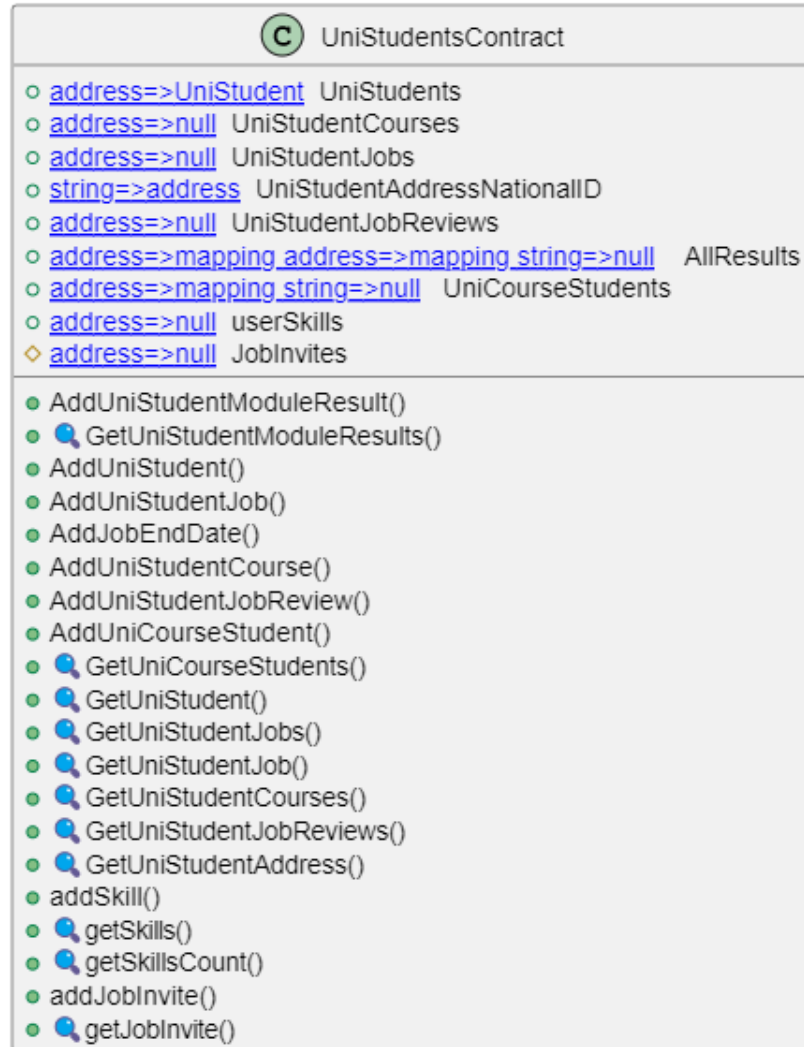 C UniStudentsContract
address=>UniStudent UniStudents
address=>null UniStudentCourses
address=>null UniStudentJobs
string=>address UniStudentAddressNationalID
address=>null UniStudentJobReviews
address=>mapping address=>mapping string=>null AllResults
address=>mapping string=>null UniCourseStudents
address=>null userSkills
address=>null JobInvites
AddUniStudentModuleResult()
GetUniStudentModuleResults()
AddUniStudent()
AddUniStudentJob()
AddJobEndDate()
AddUniStudentCourse()
AddUniStudentJobReview()
AddUniCourseStudent()
GetUniCourseStudents()
GetUniStudent()
GetUniStudentJobs()
GetUniStudentJob()
GetUniStudentCourses()
GetUniStudentJobReviews()
GetUniStudentAddress()
addSkill()
getSkills()
getSkillsCount()
addJobInvite()
getJobInvite()